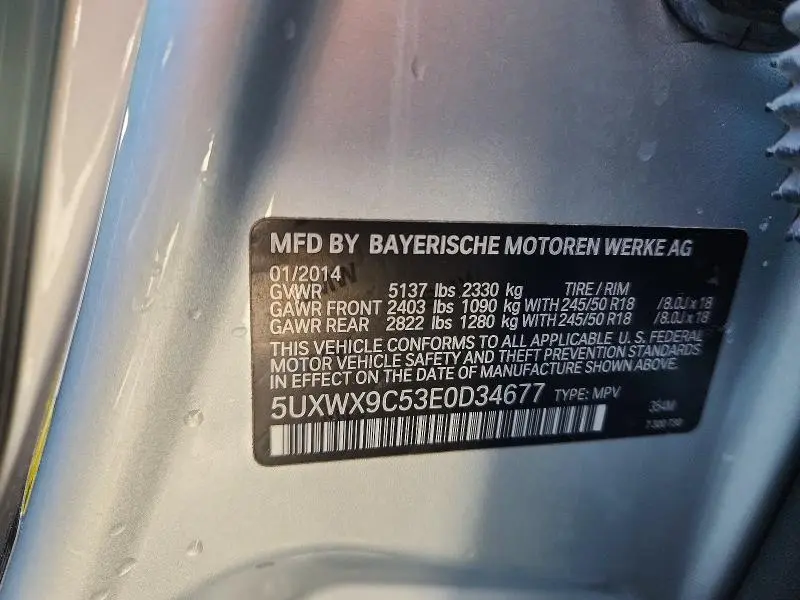 MFD BY BAYERISCHE MOTOREN WERKE AG
01/2014
GVWR 5137 lbs 2330 kg TIRE / RIM
GAWR FRONT 2403 lbs 1090 kg WITH 245/50 R18 /8.0J x 18
GAWR REAR 2822 lbs 1280 kg WITH 245/50 R18 /8.0J x 18
THIS VEHICLE CONFORMS TO ALL APPLICABLE U. S. FEDERAL
MOTOR VEHICLE SAFETY AND THEFT PREVENTION STANDARDS
IN EFFECT ON THE DATE OF MANUFACTURE SHOWN ABOVE.
5UXWX9C53E0D34677 TYPE: MPV